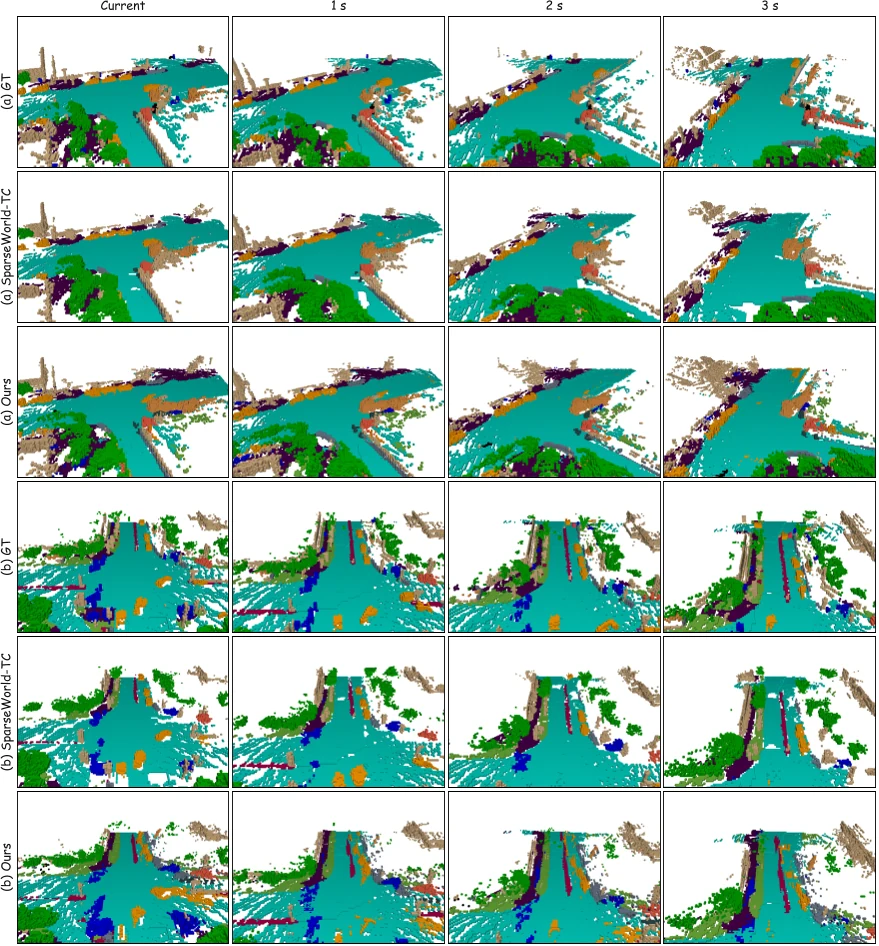 Current 1 s 2 s 3 s
(a) GT
(a) SparseWorld-TC
(a) Ours
(b) GT
(b) SparseWorld-TC
(b) Ours